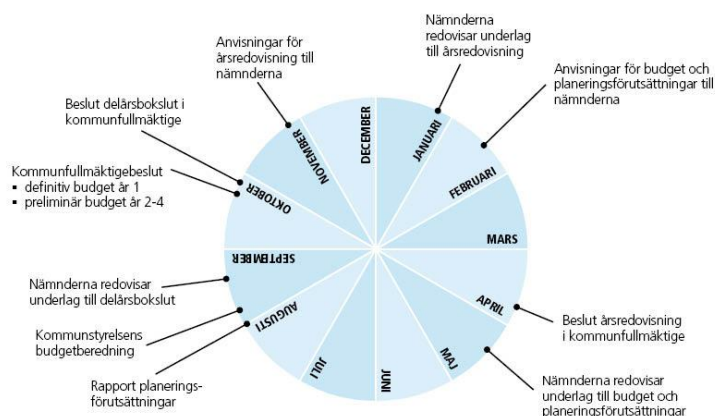 Nämnderna
redovisar underlag
till årsredovisning
Anvisningar för budget och
planeringsförutsättningar till
nämnderna
Beslut årsredovisning
i kommunfullmäktige
Nämnderna redovisar
underlag till budget och
planeringsförutsättningar
Rapport planerings-
förutsättningar
Kommunstyrelsens
budgetberedning
Nämnderna redovisar
underlag till delårsbokslut
Kommunfullmäktigebeslut
▪ definitiv budget år 1
▪ preliminär budget år 2-4
Beslut delårsbokslut i
kommunfullmäktige
Anvisningar för
årsredovisning till
nämnderna
JANUARI
FEBRUARI
MARS
APRIL
MAJ
JUNI
JULI
AUGUSTI
SEPTEMBER
OKTOBER
NOVEMBER
DECEMBER